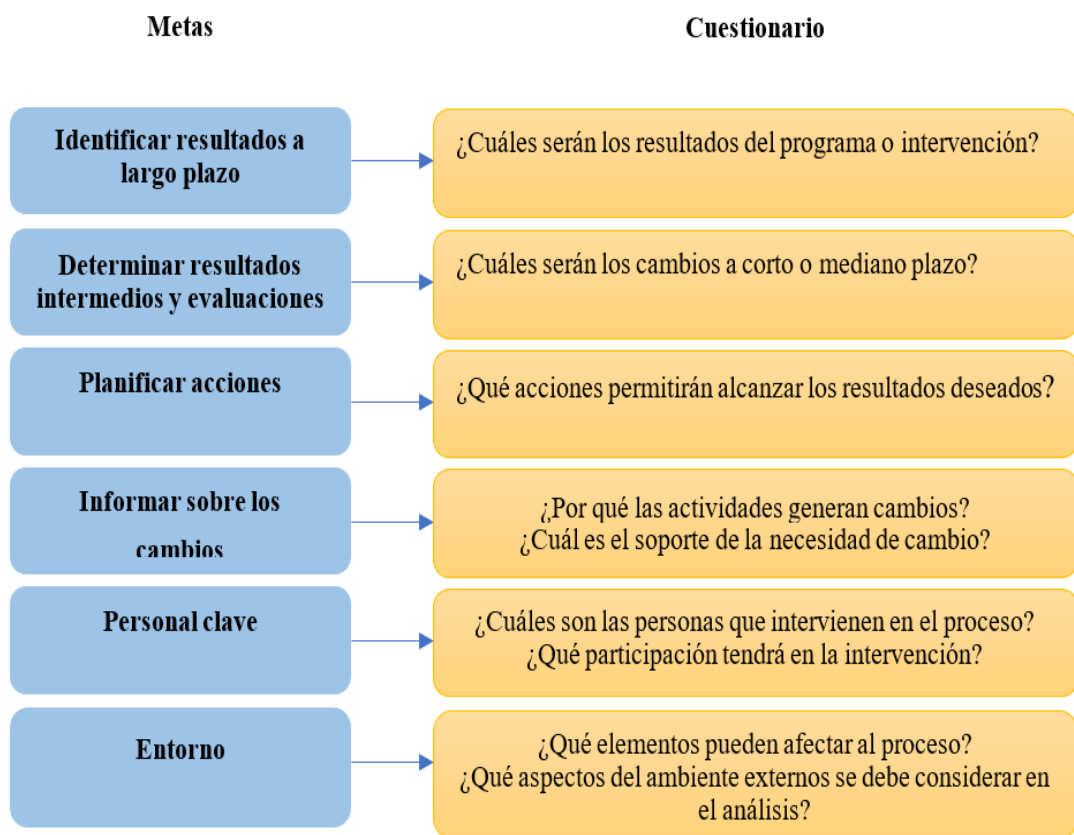 Metas
Cuestionario
Identificar resultados a
largo plazo
¿Cuáles serán los resultados del programa o intervención?
Determinar resultados
intermedios y evaluaciones
¿Cuáles serán los cambios a corto o mediano plazo?
Planificar acciones
¿Qué acciones permitirán alcanzar los resultados deseados?
Informar sobre los
cambios
¿Por qué las actividades generan cambios?
¿Cuál es el soporte de la necesidad de cambio?
Personal clave
¿Cuáles son las personas que intervienen en el proceso?
¿Qué participación tendrá en la intervención?
Entorno
¿Qué elementos pueden afectar al proceso?
¿Qué aspectos del ambiente externos se debe considerar en
el análisis?